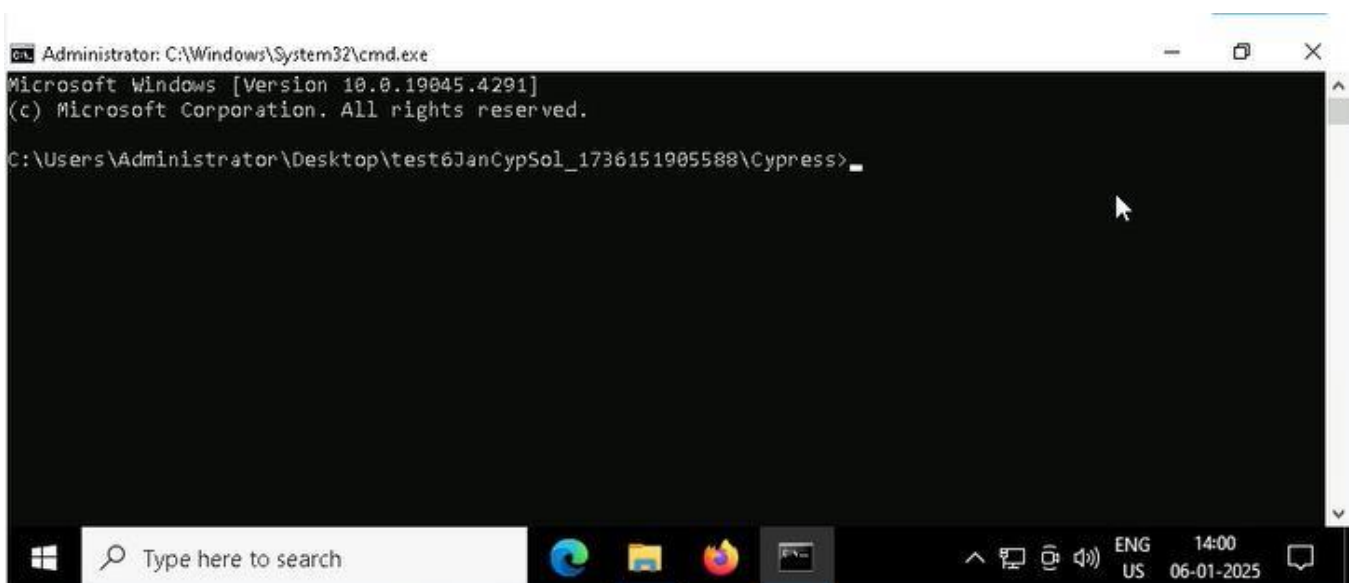 Administrator: C:\Windows\System32\cmd.exe
Microsoft Windows [Version 10.0.19045.4291]
(c) Microsoft Corporation. All rights reserved.
C:\Users\Administrator\Desktop\test6JanCypSol_1736151905588\Cypress>
Type here to search
ENG
US
14:00
06-01-2025